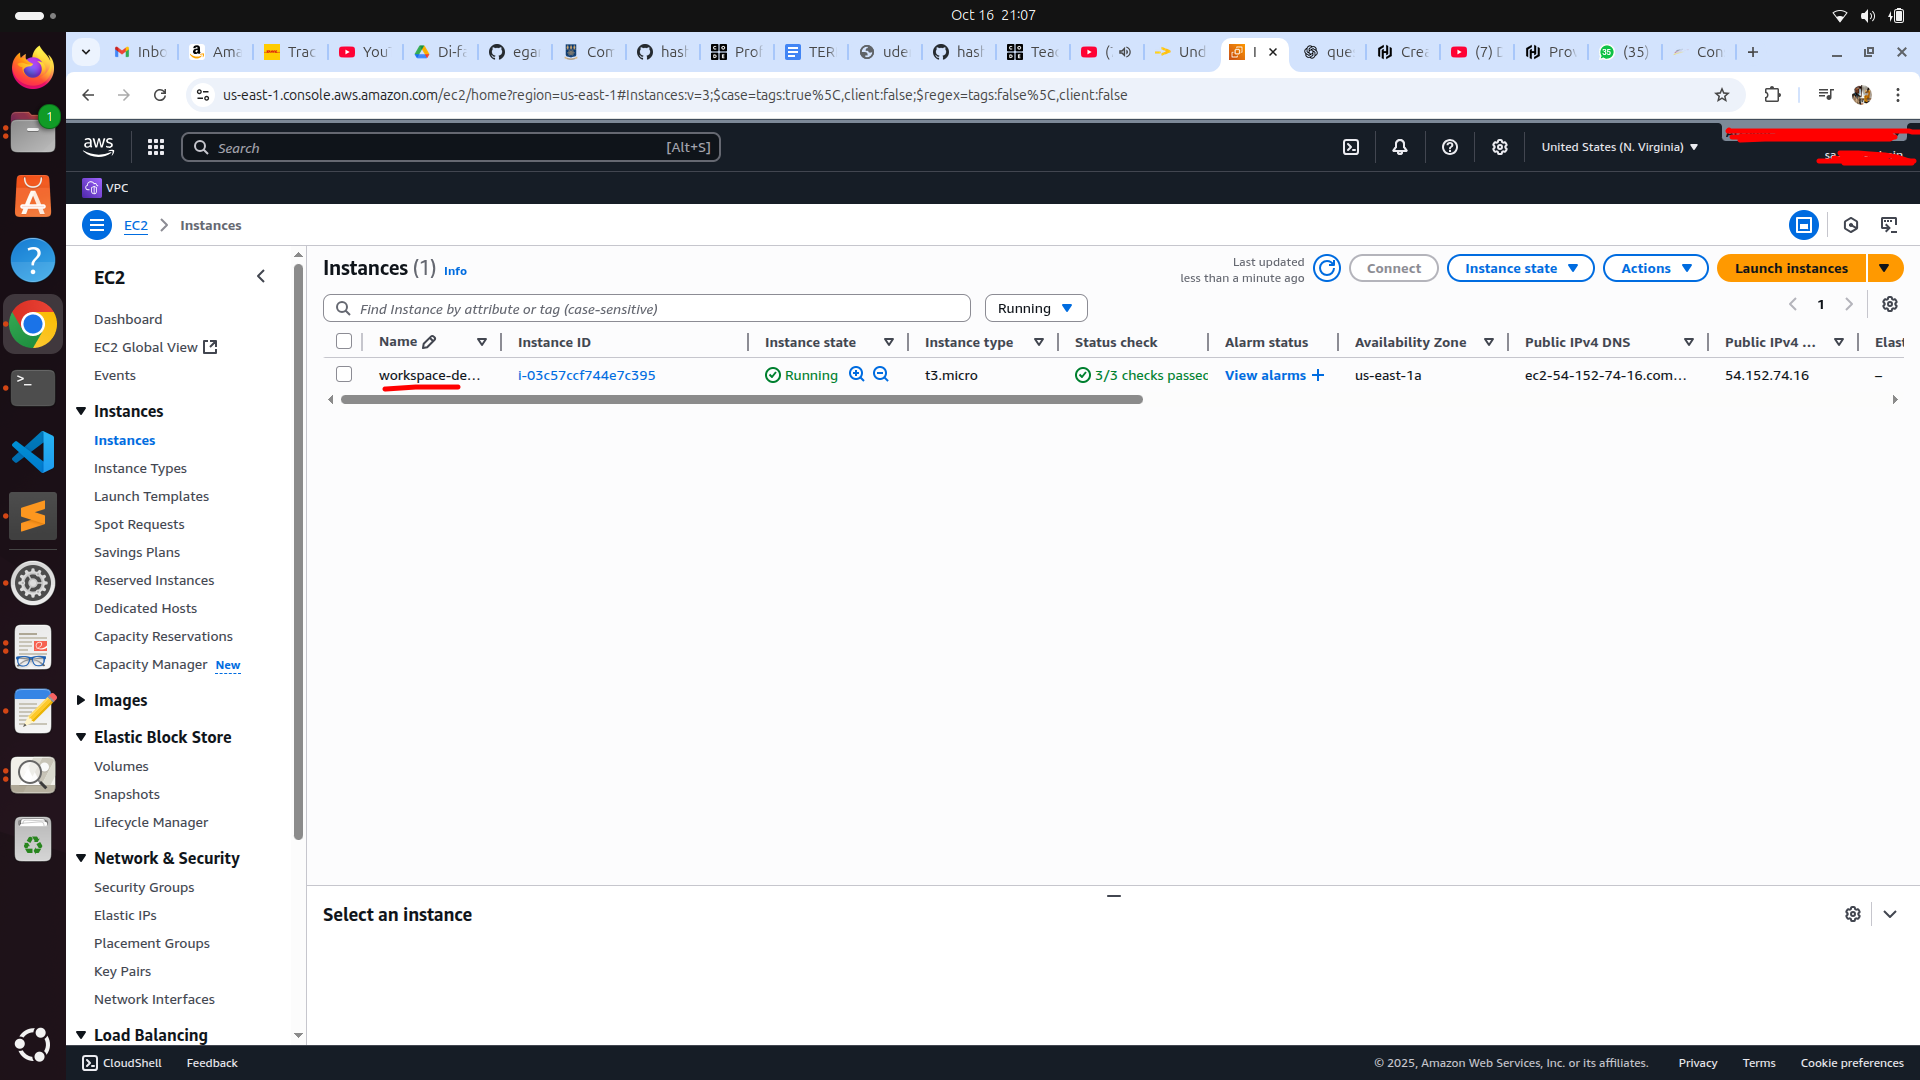 Oct 16 21:07
Inbo
Ama
Trac
You
Di-fa
egar
Com
hash
Prof
TER
ude
hash
Teac
(
Und
I
que
Crea
(7) D
Prov
(35)
Con
us-east-1.console.aws.amazon.com/ec2/home?region=us-east-1#Instances:v=3;$case=tags:true%5C,client:false;$regex=tags:false%5C,client:false
1
aws
Search
[Alt+S]
United States (N. Virginia)
VPC
EC2
Instances
EC2
Dashboard
EC2 Global View
Events
Instances
Instances
Instance Types
Launch Templates
Spot Requests
Savings Plans
Reserved Instances
Dedicated Hosts
Capacity Reservations
Capacity Manager New
Images
Elastic Block Store
Volumes
Snapshots
Lifecycle Manager
Network & Security
Security Groups
Elastic IPs
Placement Groups
Key Pairs
Network Interfaces
Load Balancing
Instances (1) Info
Last updated
less than a minute ago
Connect
Instance state
Actions
Launch instances
Find Instance by attribute or tag (case-sensitive)
Running
1
Name
Instance ID
Instance state
Instance type
Status check
Alarm status
Availability Zone
Public IPv4 DNS
Public IPv4 ...
Elast
workspace-de...
i-03c57ccf744e7c395
Running
t3.micro
3/3 checks passed
View alarms +
us-east-1a
ec2-54-152-74-16.com...
54.152.74.16
–
Select an instance
CloudShell
Feedback
© 2025, Amazon Web Services, Inc. or its affiliates.
Privacy
Terms
Cookie preferences